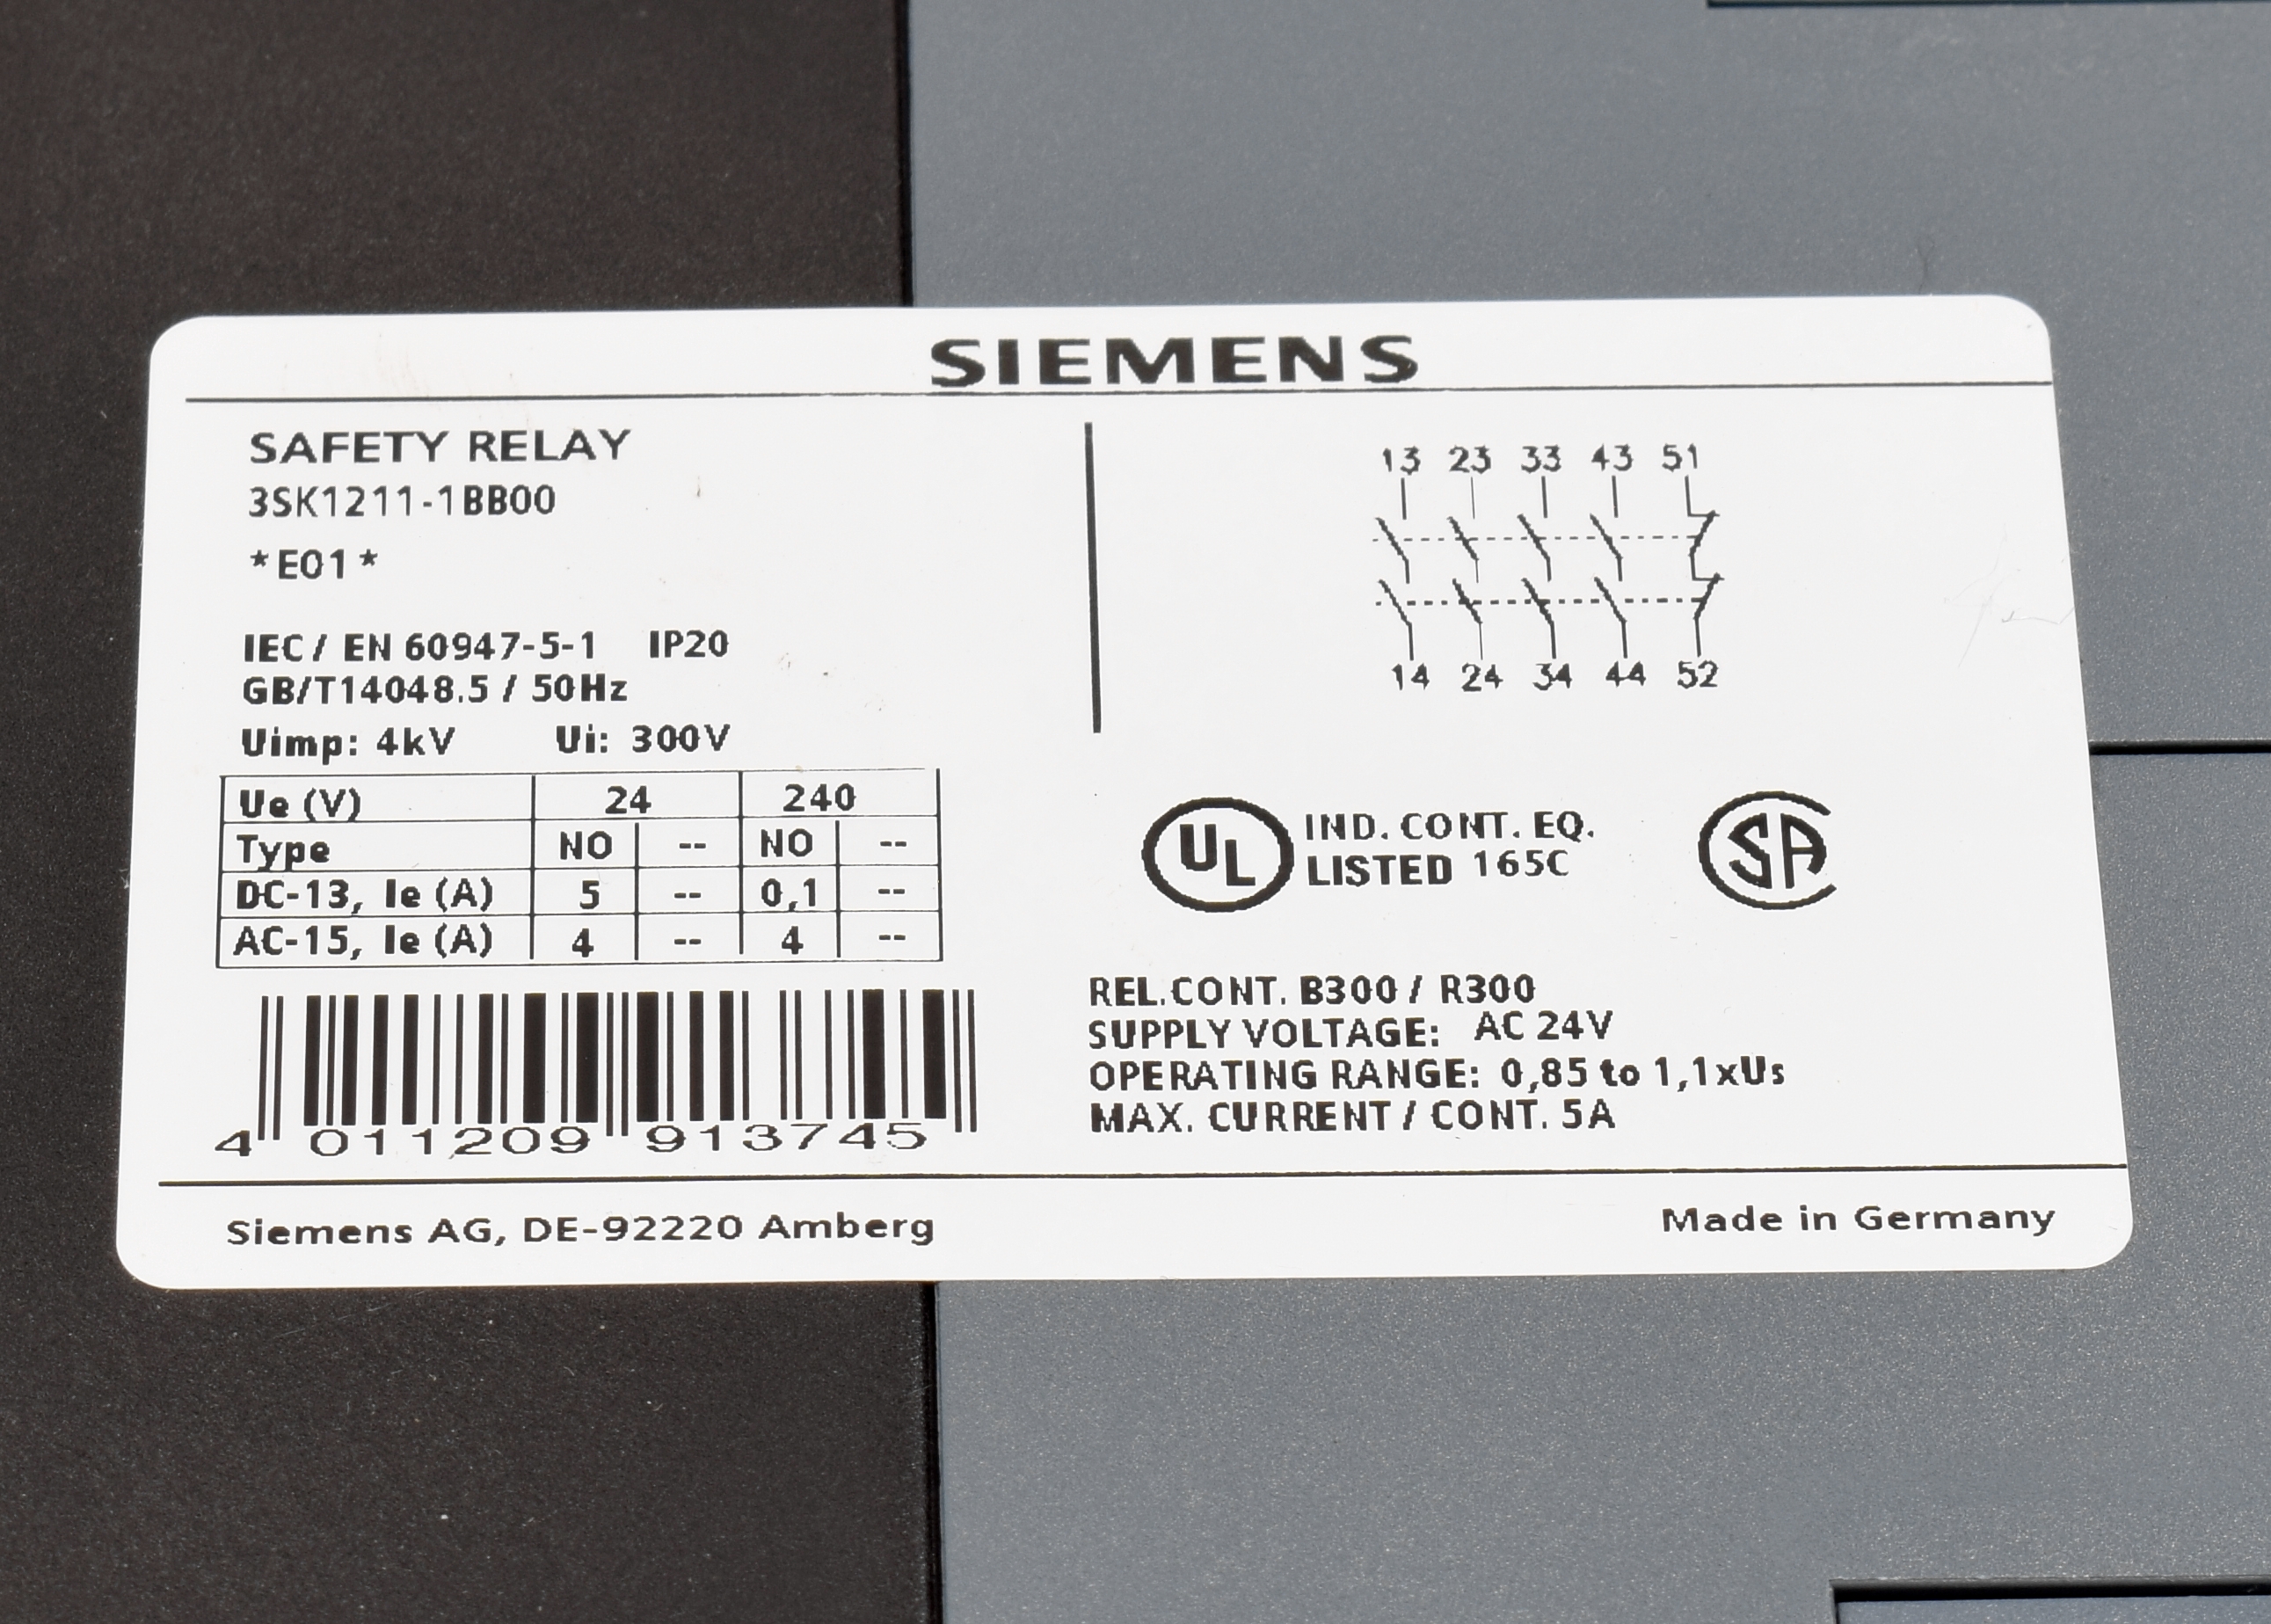 SIEMENS
SAFETY RELAY
3SK1211-1BB00
*E01*
IEC / EN 60947-5-1 IP20
GB/T14048.5 / 50Hz
Uimp: 4kV Ui: 300V
Ue (V) 24 240
Type NO -- NO --
DC-13, Ie (A) 5 -- 0,1 --
AC-15, Ie (A) 4 -- 4 --
4 011209 913745
13 23 33 43 51
14 24 34 44 52
UL IND. CONT. EQ.
LISTED 165C
SA
REL.CONT. B300 / R300
SUPPLY VOLTAGE: AC 24V
OPERATING RANGE: 0,85 to 1,1xUs
MAX. CURRENT / CONT. 5A
Siemens AG, DE-92220 Amberg
Made in Germany